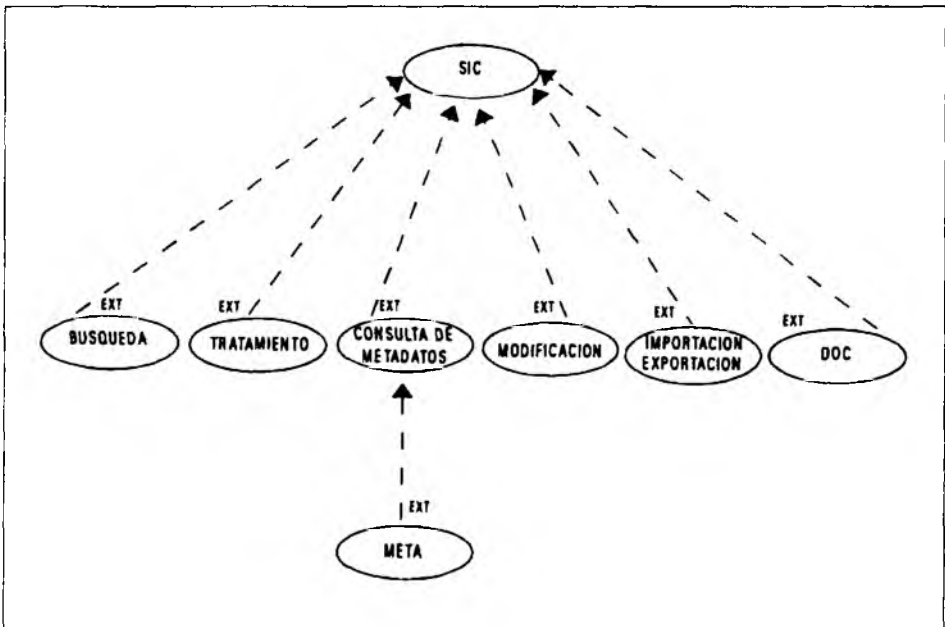 SIC
EXT
EXT
EXT
EXT
EXT
EXT
BUSQUEDA
TRATAMIENTO
CONSULTA DE
METADATOS
MODIFICACION
IMPORTACION
EXPORTACION
DOC
EXT
META